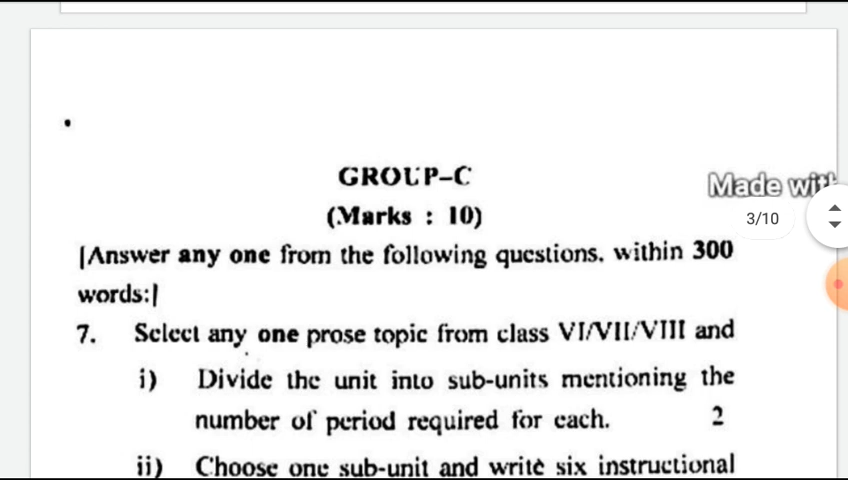 GROUP-C
Made with
(Marks : 10)
3/10
[Answer any one from the following questions. within 300
words:]
7. Select any one prose topic from class VI/VII/VIII and
i) Divide the unit into sub-units mentioning the
number of period required for each. 2
ii) Choose one sub-unit and write six instructional